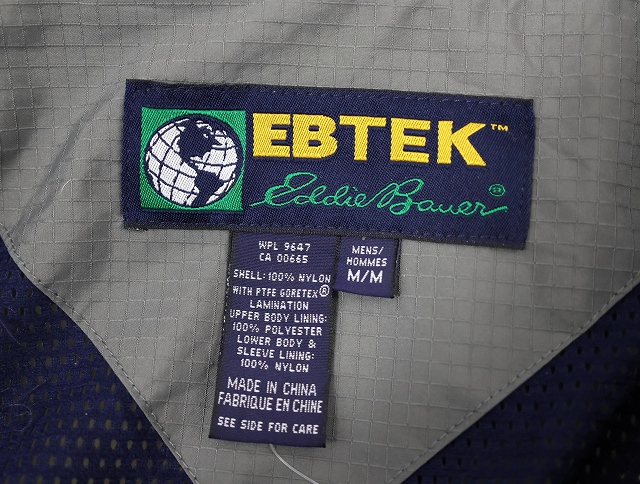 EBTEK™
Eddie Bauer®
WPL 9647
CA 00665
SHELL: 100% NYLON
WITH PTFE GORETEX®
LAMINATION
UPPER BODY LINING:
100% POLYESTER
LOWER BODY &
SLEEVE LINING:
100% NYLON
MADE IN CHINA
FABRIQUE EN CHINE
SEE SIDE FOR CARE
MENS/
HOMMES
M/M